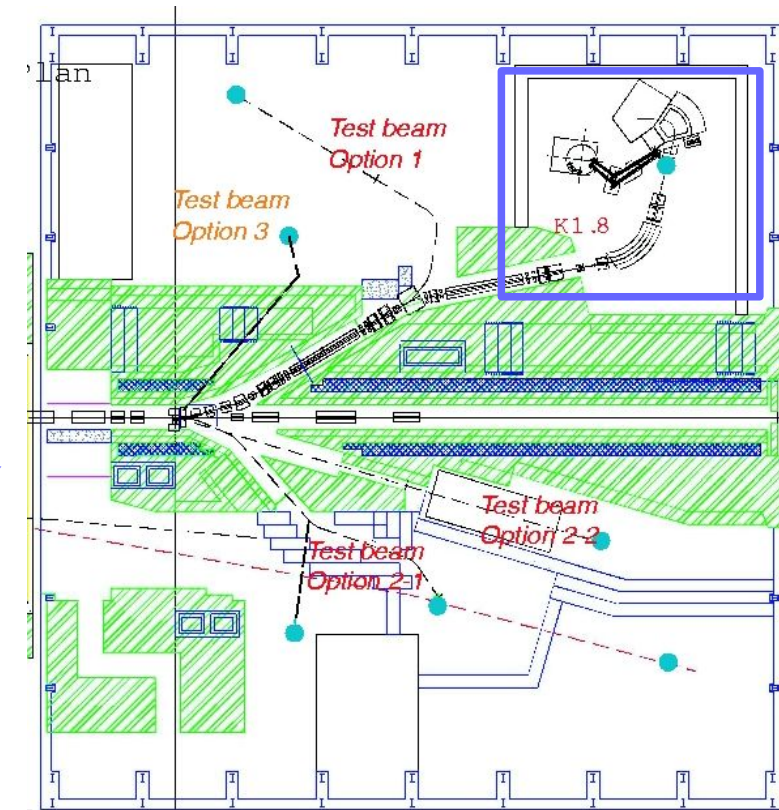 Plan
Test beam
Option 1
Test beam
Option 3
K1.8
Test beam
Option 2-2
Test beam
Option 2-1